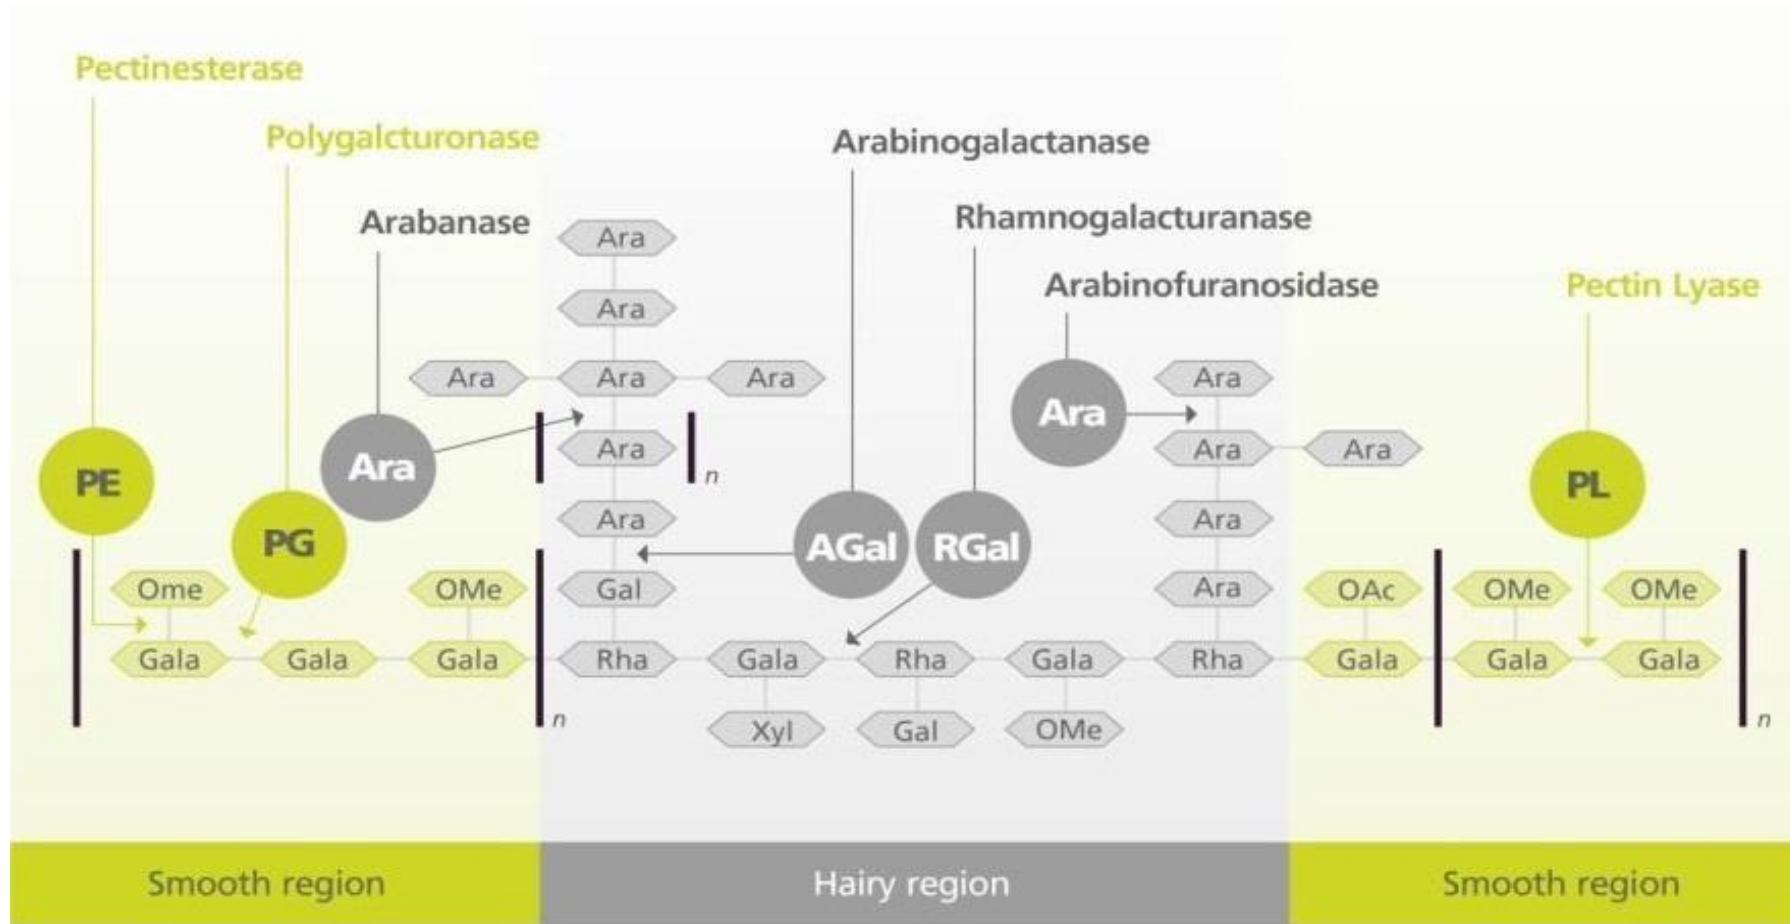 Pectinesterase
Polygalcturonase
Arabinogalactanase
Arabanase
Rhamnogalacturanase
Ara
Arabinofuranosidase
Pectin Lyase
Ara
Ara Ara Ara
Ara
Ara
Ara
PE
Ara
Ara
n
Ara Ara
PL
PG
Ara
AGal
RGal
Ara
Ome
OMe
Gal
Ara
OAc
OMe
OMe
Gala Gala Gala Rha Gala Rha Gala Rha Gala Gala Gala
n
Xyl Gal OMe
n
Smooth region
Hairy region
Smooth region